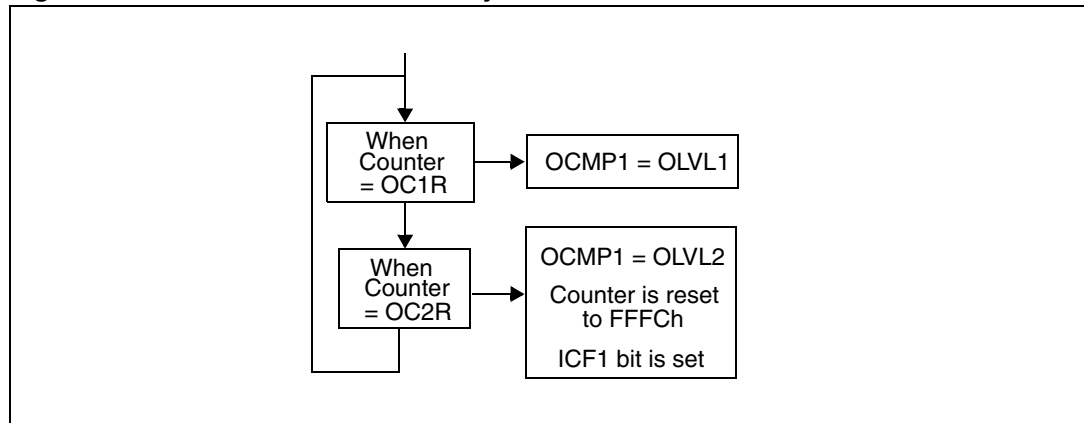 When
Counter
= OC1R
OCMP1 = OLVL1
When
Counter
= OC2R
OCMP1 = OLVL2
Counter is reset
to FFFCh
ICF1 bit is set